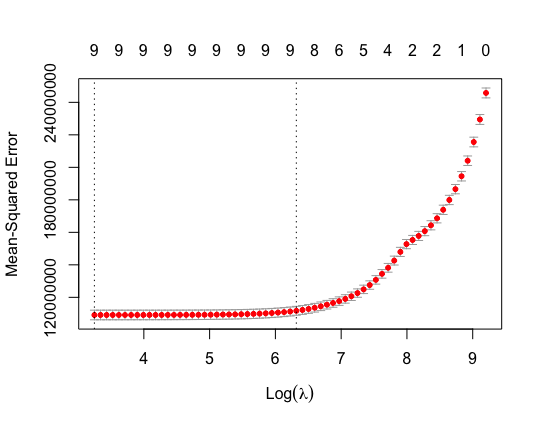 9 9 9 9 9 9 9 9 9 8 6 5 4 2 2 1 0
Mean-Squared Error
240000000
180000000
120000000
4 5 6 7 8 9
Log(λ)